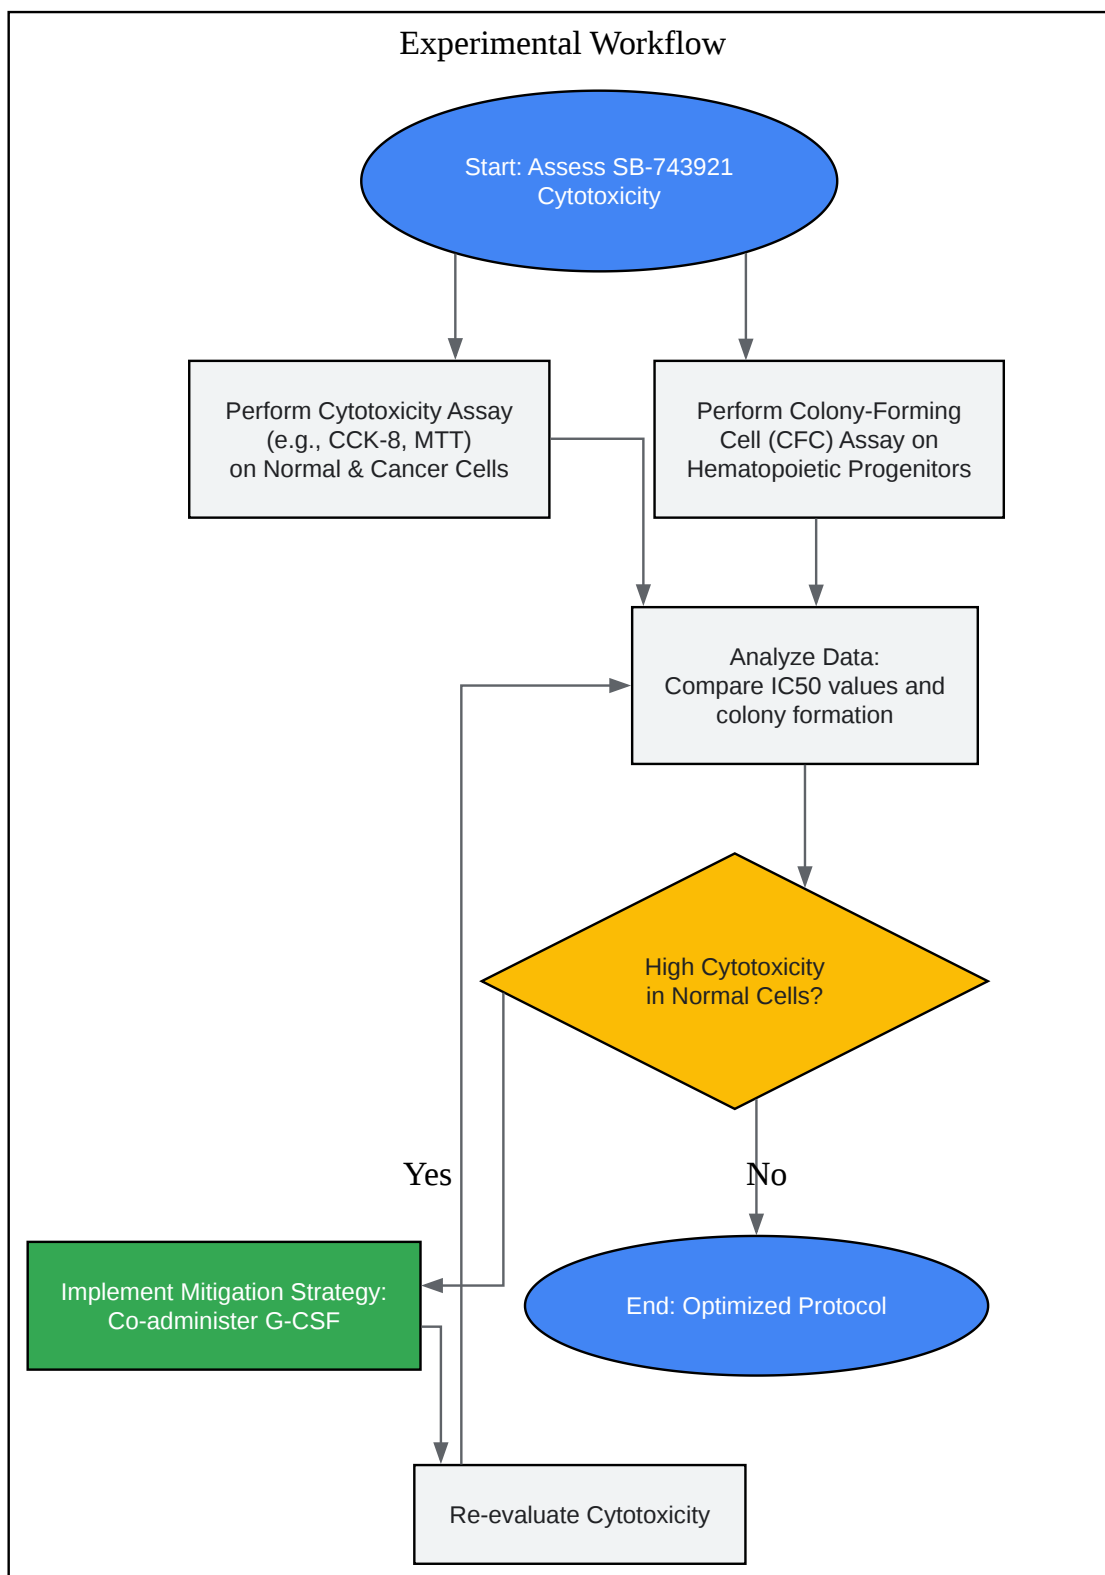 Experimental Workflow
Start: Assess SB-743921
Cytotoxicity
Perform Cytotoxicity Assay
(e.g., CCK-8, MTT)
on Normal & Cancer Cells
Perform Colony-Forming
Cell (CFC) Assay on
Hematopoietic Progenitors
Analyze Data:
Compare IC50 values and
colony formation
High Cytotoxicity
in Normal Cells?
Yes
No
Implement Mitigation Strategy:
Co-administer G-CSF
End: Optimized Protocol
Re-evaluate Cytotoxicity